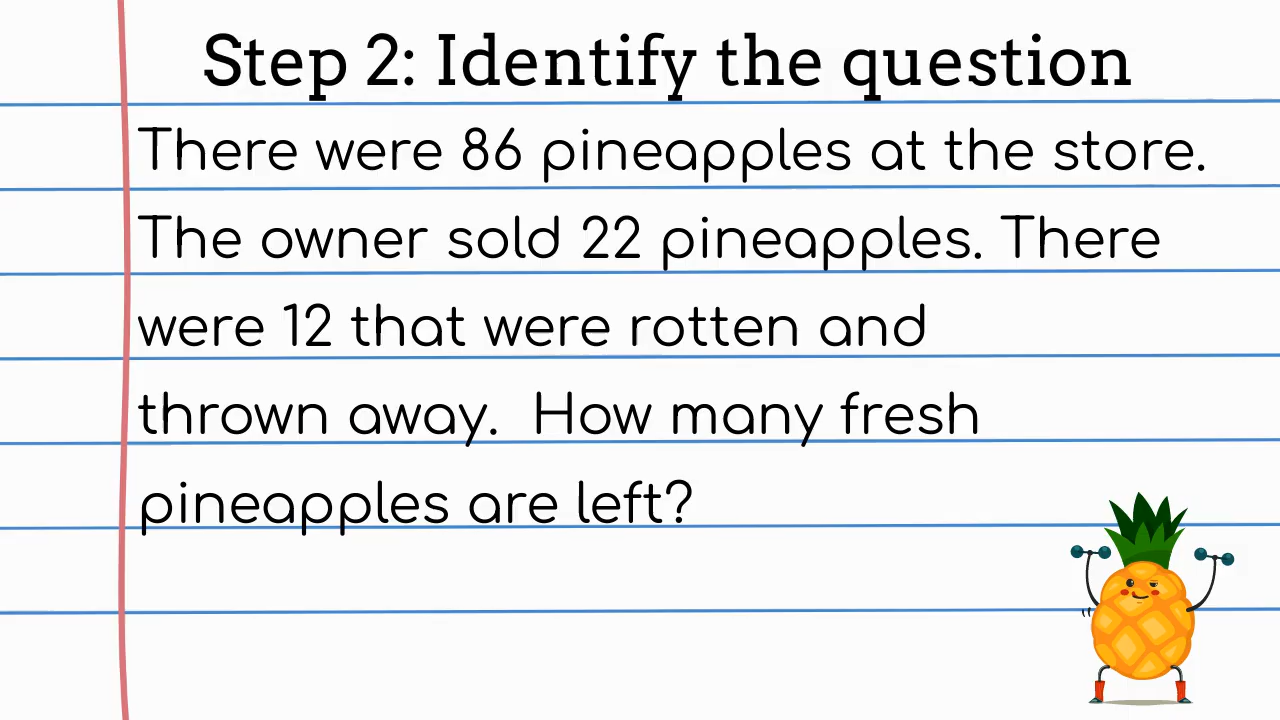 Step 2: Identify the question
There were 86 pineapples at the store.
The owner sold 22 pineapples. There
were 12 that were rotten and
thrown away.  How many fresh
pineapples are left?